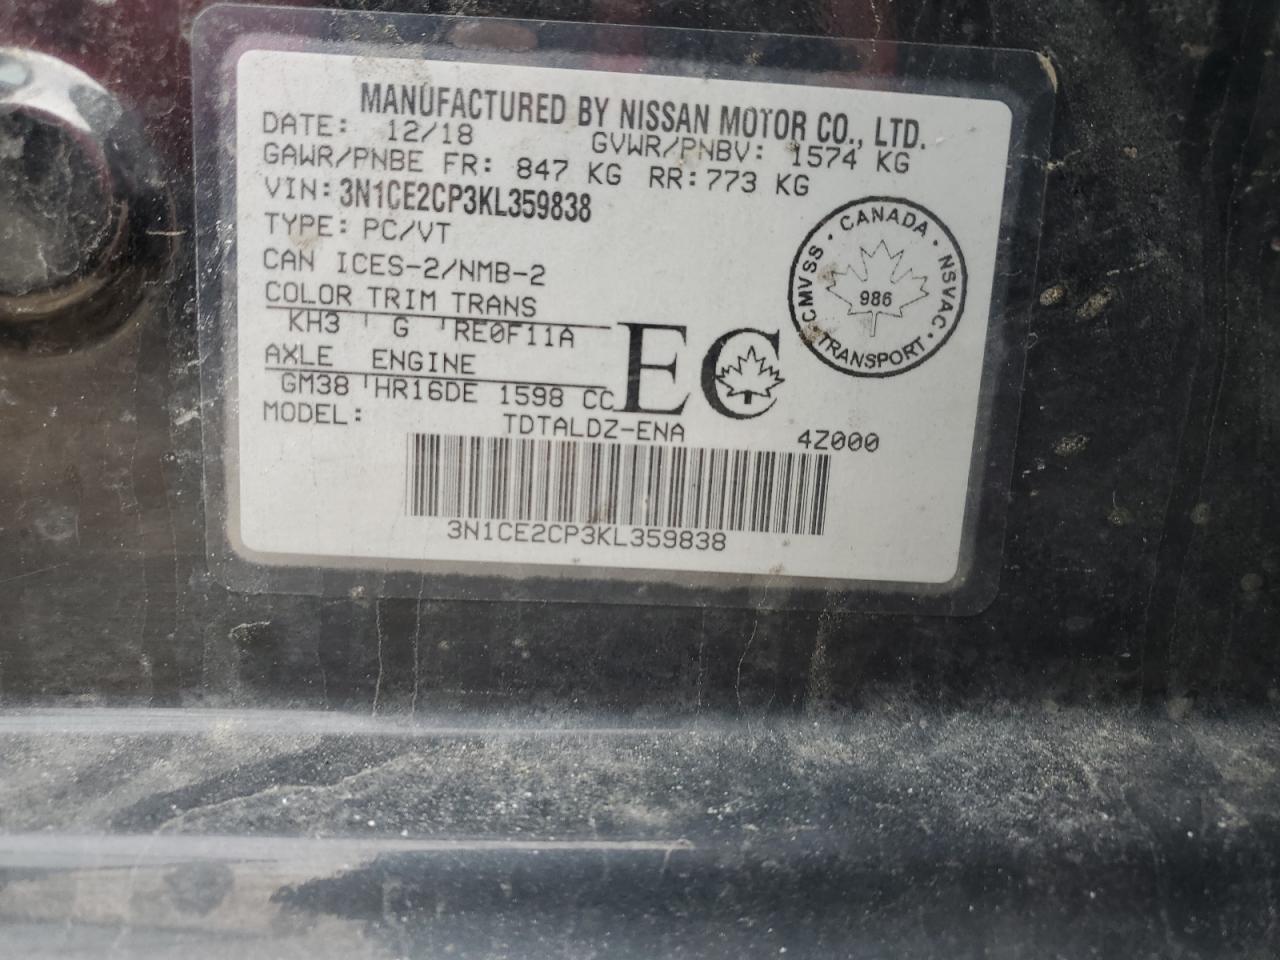 MANUFACTURED BY NISSAN MOTOR CO., LTD.
DATE: 12/18 GVWR/PNBV: 1574 KG
GAWR/PNBE FR: 847 KG RR: 773 KG
VIN: 3N1CE2CP3KL359838
TYPE: PC/VT
CAN ICES-2/NMB-2
COLOR TRIM TRANS
KH3 G RE0F11A
AXLE ENGINE
GM38 HR16DE 1598 CC
EC
MODEL: TDTALDZ-ENA 4Z000
3N1CE2CP3KL359838
CANADA · NSVAC · TRANSPORT · CMVSS ·
986